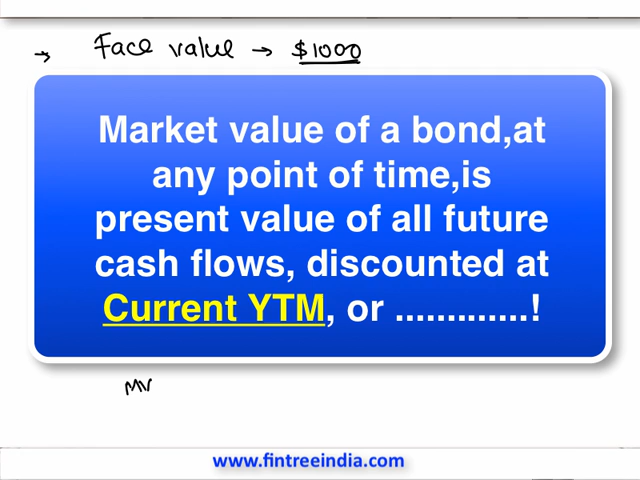 → Face value → $1000
Market value of a bond,at
any point of time,is
present value of all future
cash flows, discounted at
Current YTM, or .............!
MV
www.fintreeindia.com